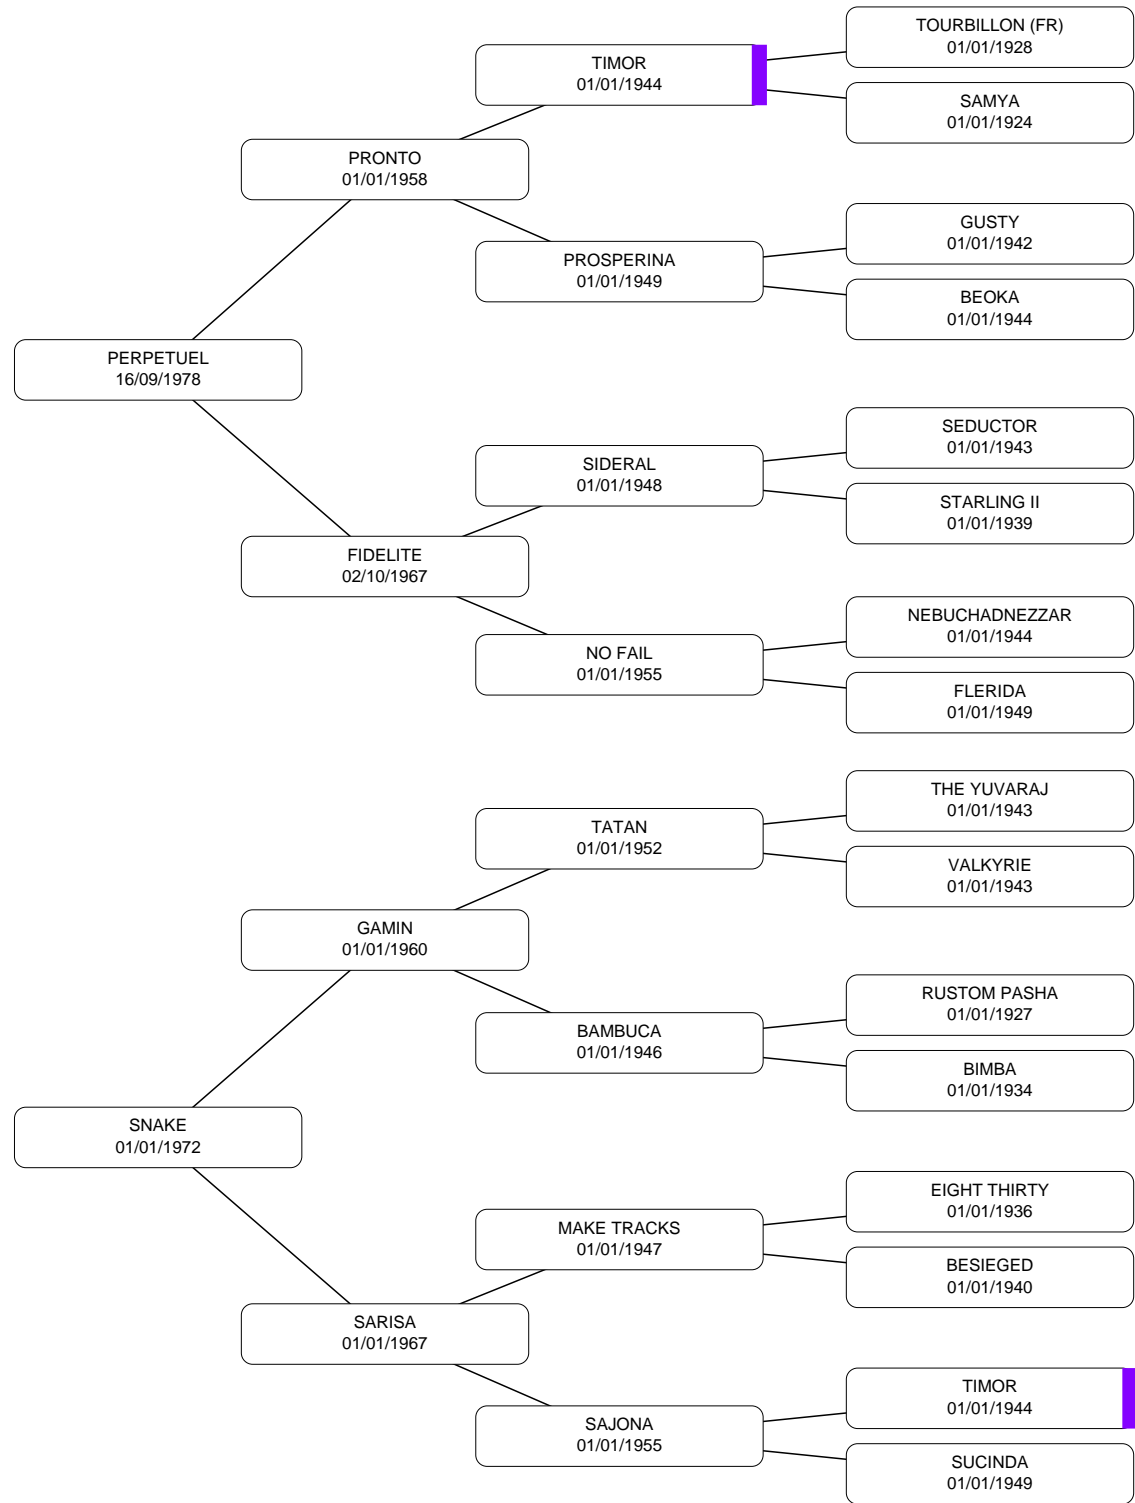 TOURBILLON (FR)
01/01/1928
TIMOR
01/01/1944
SAMYA
01/01/1924
PRONTO
01/01/1958
GUSTY
01/01/1942
PROSPERINA
01/01/1949
BEOKA
01/01/1944
PERPETUEL
16/09/1978
SEDUCTOR
01/01/1943
SIDERAL
01/01/1948
STARLING II
01/01/1939
FIDELITE
02/10/1967
NEBUCHADNEZZAR
01/01/1944
NO FAIL
01/01/1955
FLERIDA
01/01/1949
THE YUVARAJ
01/01/1943
TATAN
01/01/1952
VALKYRIE
01/01/1943
GAMIN
01/01/1960
RUSTOM PASHA
01/01/1927
BAMBUCA
01/01/1946
BIMBA
01/01/1934
SNAKE
01/01/1972
EIGHT THIRTY
01/01/1936
MAKE TRACKS
01/01/1947
BESIEGED
01/01/1940
SARISA
01/01/1967
TIMOR
01/01/1944
SAJONA
01/01/1955
SUCINDA
01/01/1949